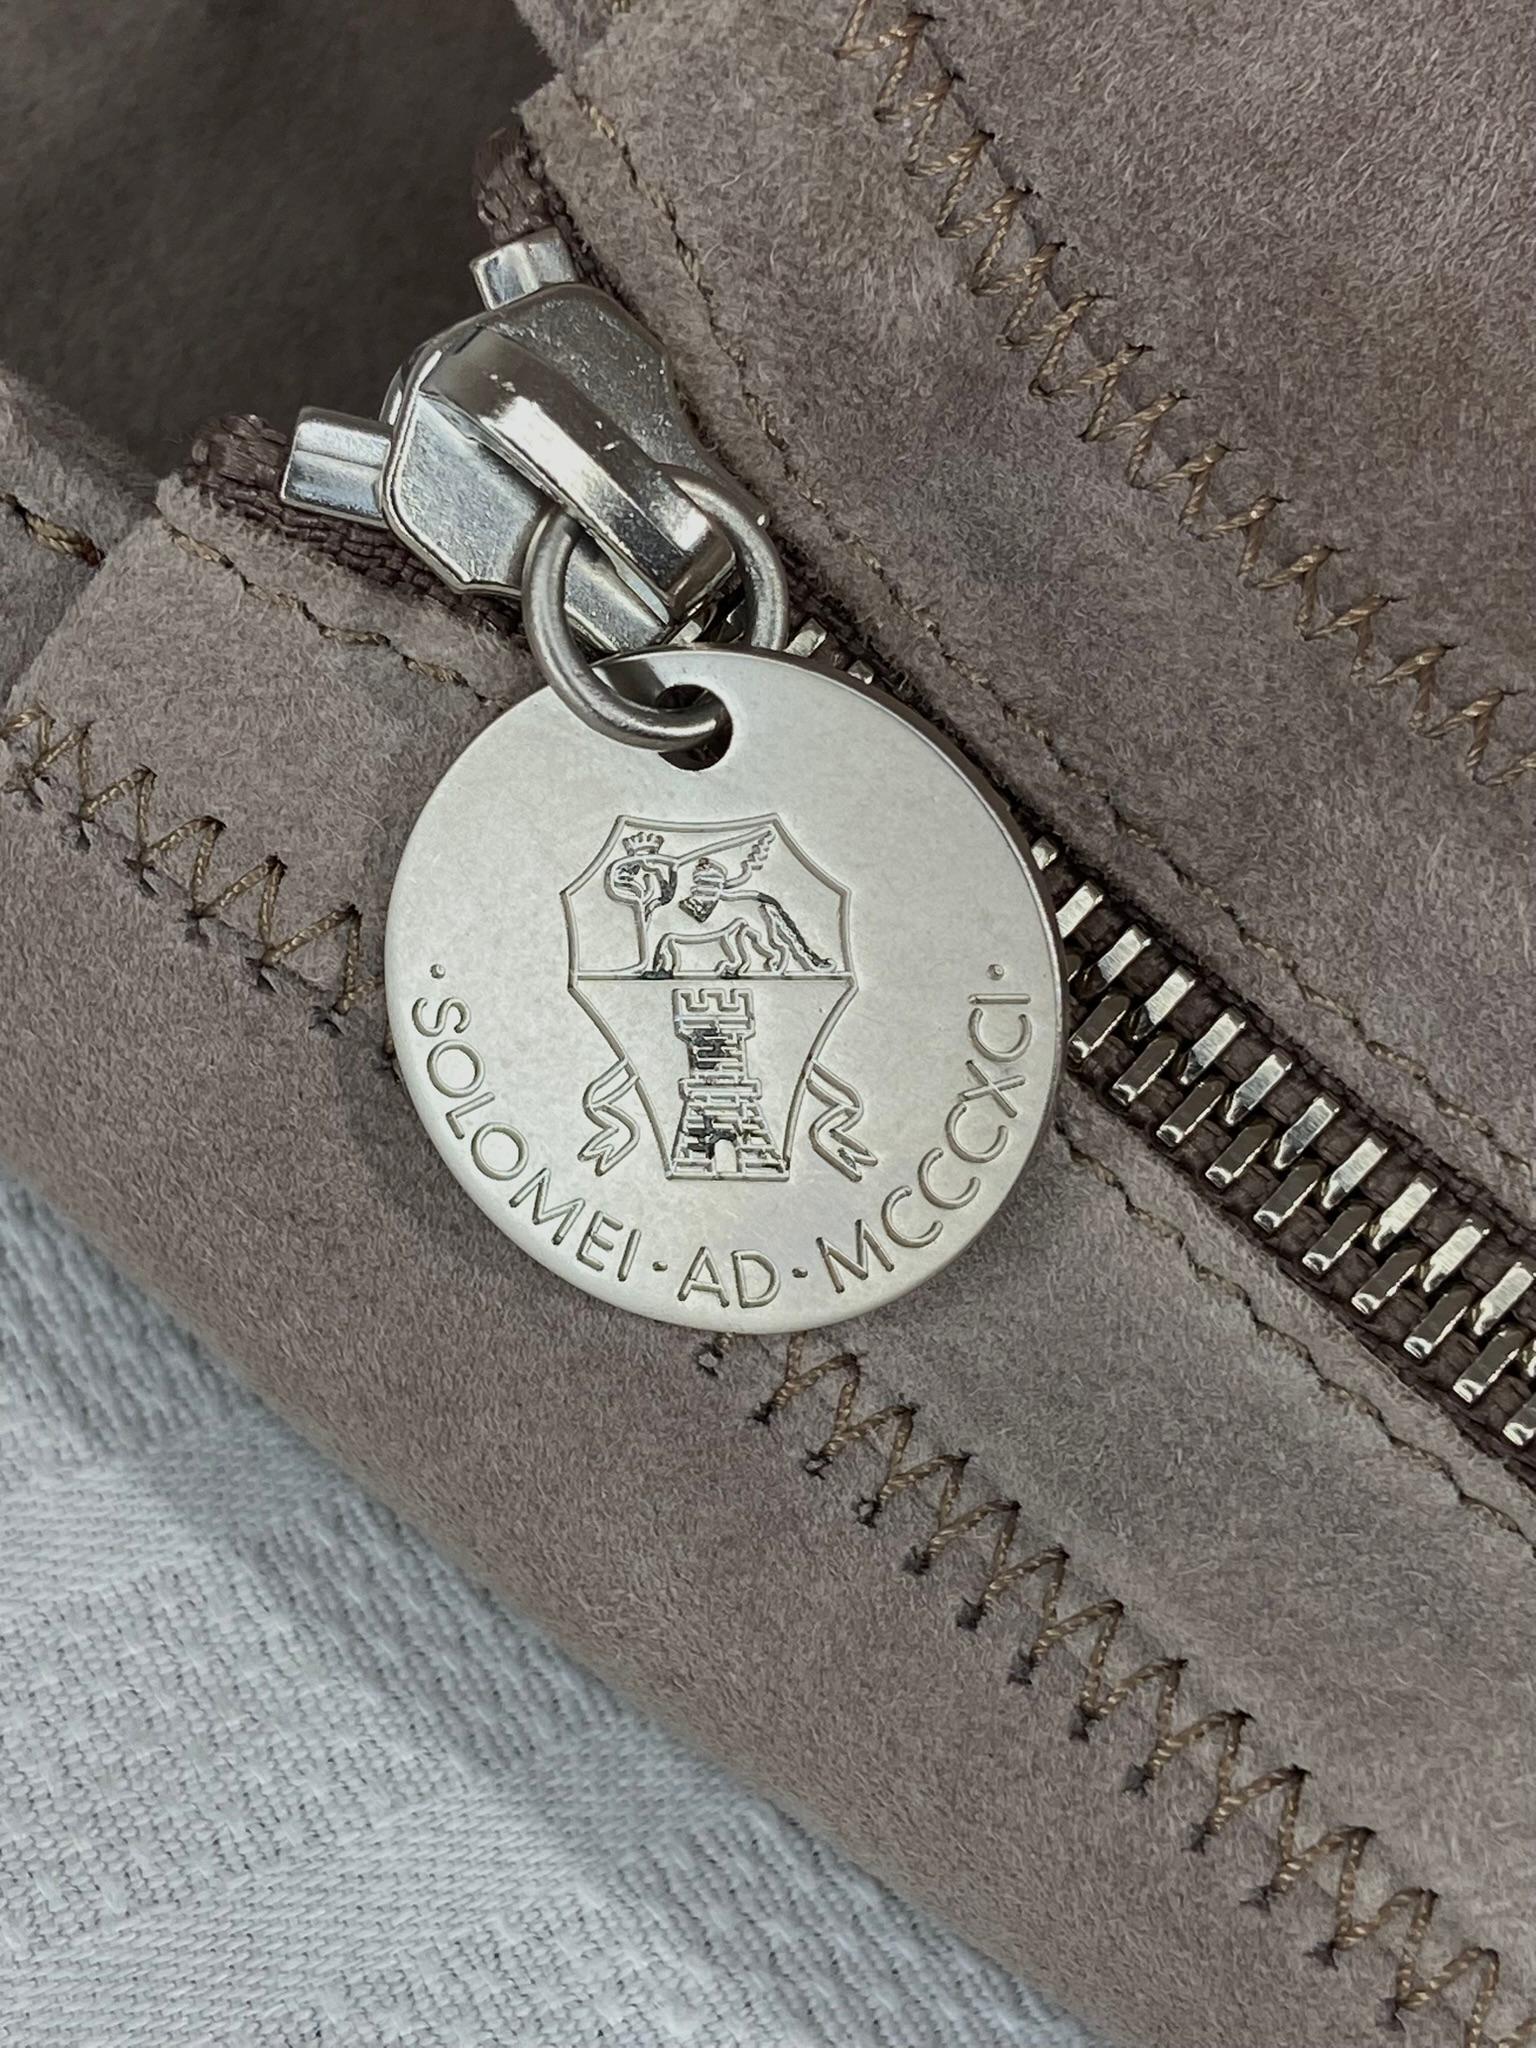 · SOLOMEI · AD · MCCCXCI ·